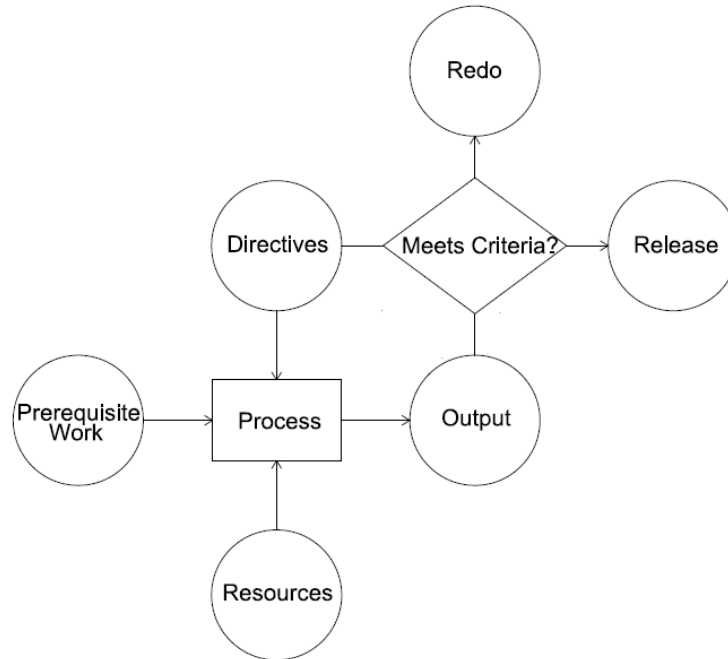 Redo
Directives
Meets Criteria?
Release
Prerequisite
Work
Process
Output
Resources